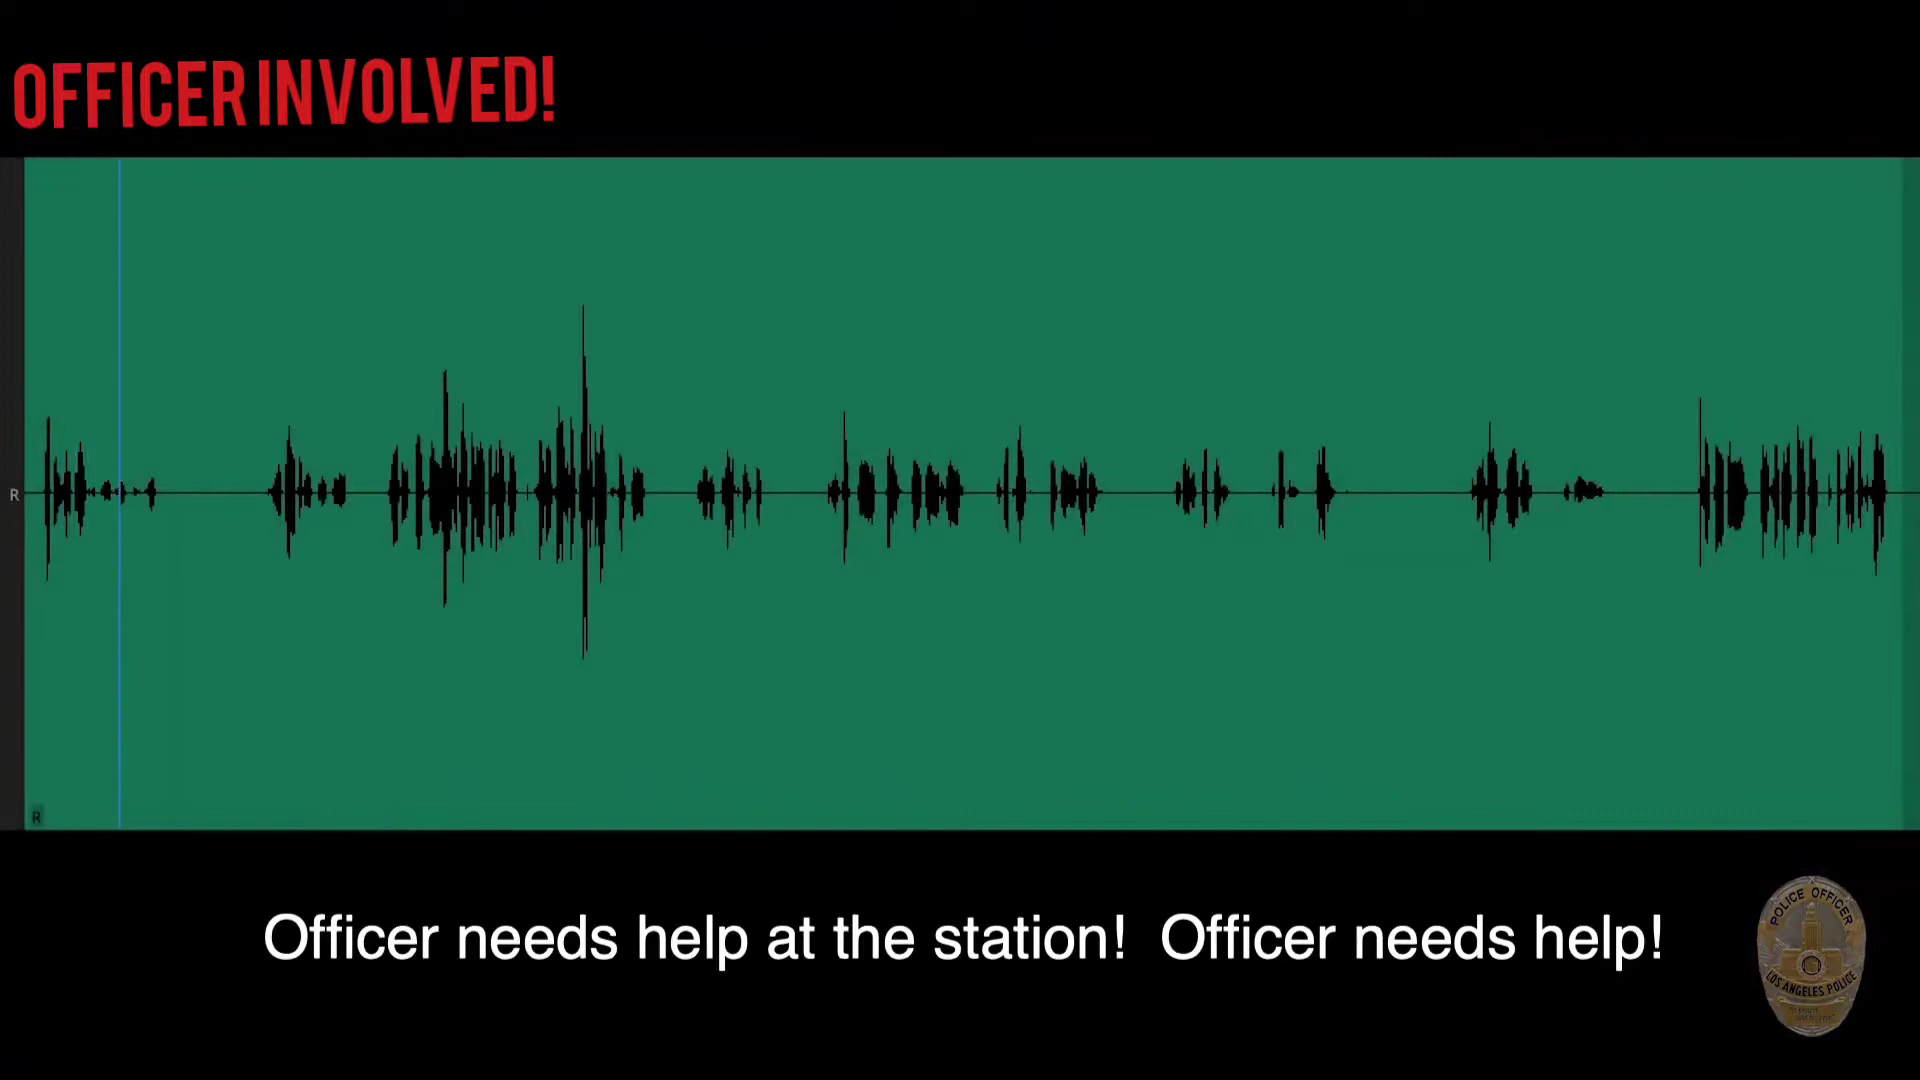 OFFICER INVOLVED!
R
R
Officer needs help at the station!  Officer needs help!
POLICE OFFICER
LOS ANGELES POLICE